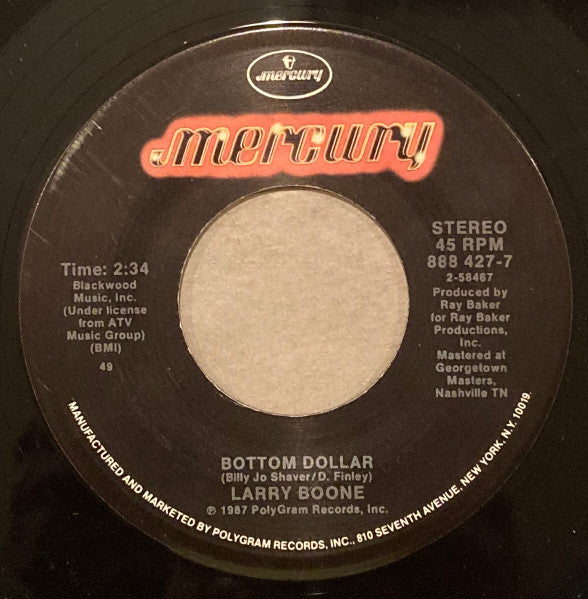 mercury
mercury
Time: 2:34
Blackwood
Music, Inc.
(Under license
from ATV
Music Group)
(BMI)
49
STEREO
45 RPM
888 427-7
2-58467
Produced by
Ray Baker
for Ray Baker
Productions,
Inc.
Mastered at
Georgetown
Masters,
Nashville TN
BOTTOM DOLLAR
(Billy Jo Shaver/D. Finley)
LARRY BOONE
℗ 1987 PolyGram Records, Inc.
MANUFACTURED AND MARKETED BY POLYGRAM RECORDS, INC., 810 SEVENTH AVENUE, NEW YORK, N.Y. 10019.